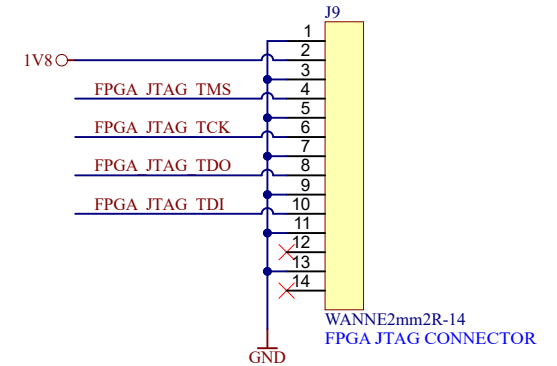 J9
1
1V8 2
3
FPGA_JTAG_TMS 4
5
FPGA_JTAG_TCK 6
7
FPGA_JTAG_TDO 8
9
FPGA_JTAG_TDI 10
11
12
13
14
WANNE2mm2R-14
FPGA JTAG CONNECTOR
GND